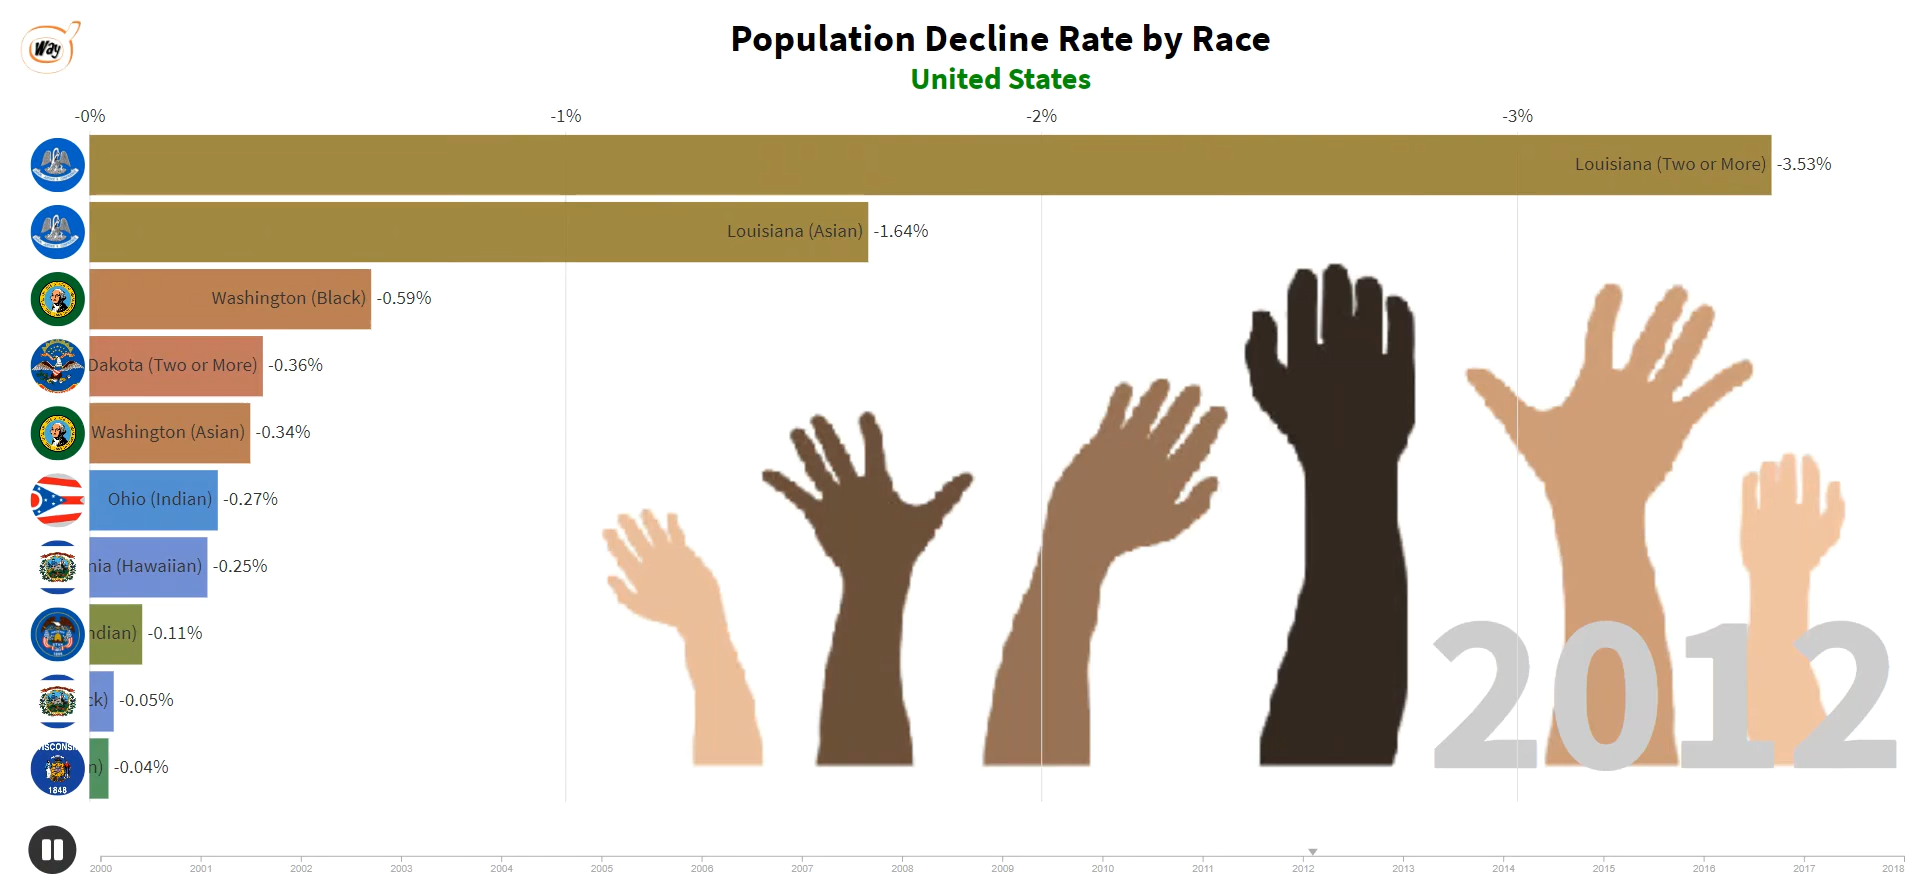 Way
Population Decline Rate by Race
United States
-0% -1% -2% -3%
Louisiana (Two or More) -3.53%
Louisiana (Asian) -1.64%
Washington (Black) -0.59%
Dakota (Two or More) -0.36%
Washington (Asian) -0.34%
Ohio (Indian) -0.27%
nia (Hawaiian) -0.25%
ndian) -0.11%
ck) -0.05%
n) -0.04%
ISCONS
1848
2012
2000 2001 2002 2003 2004 2005 2006 2007 2008 2009 2010 2011 2012 2013 2014 2015 2016 2017 2018